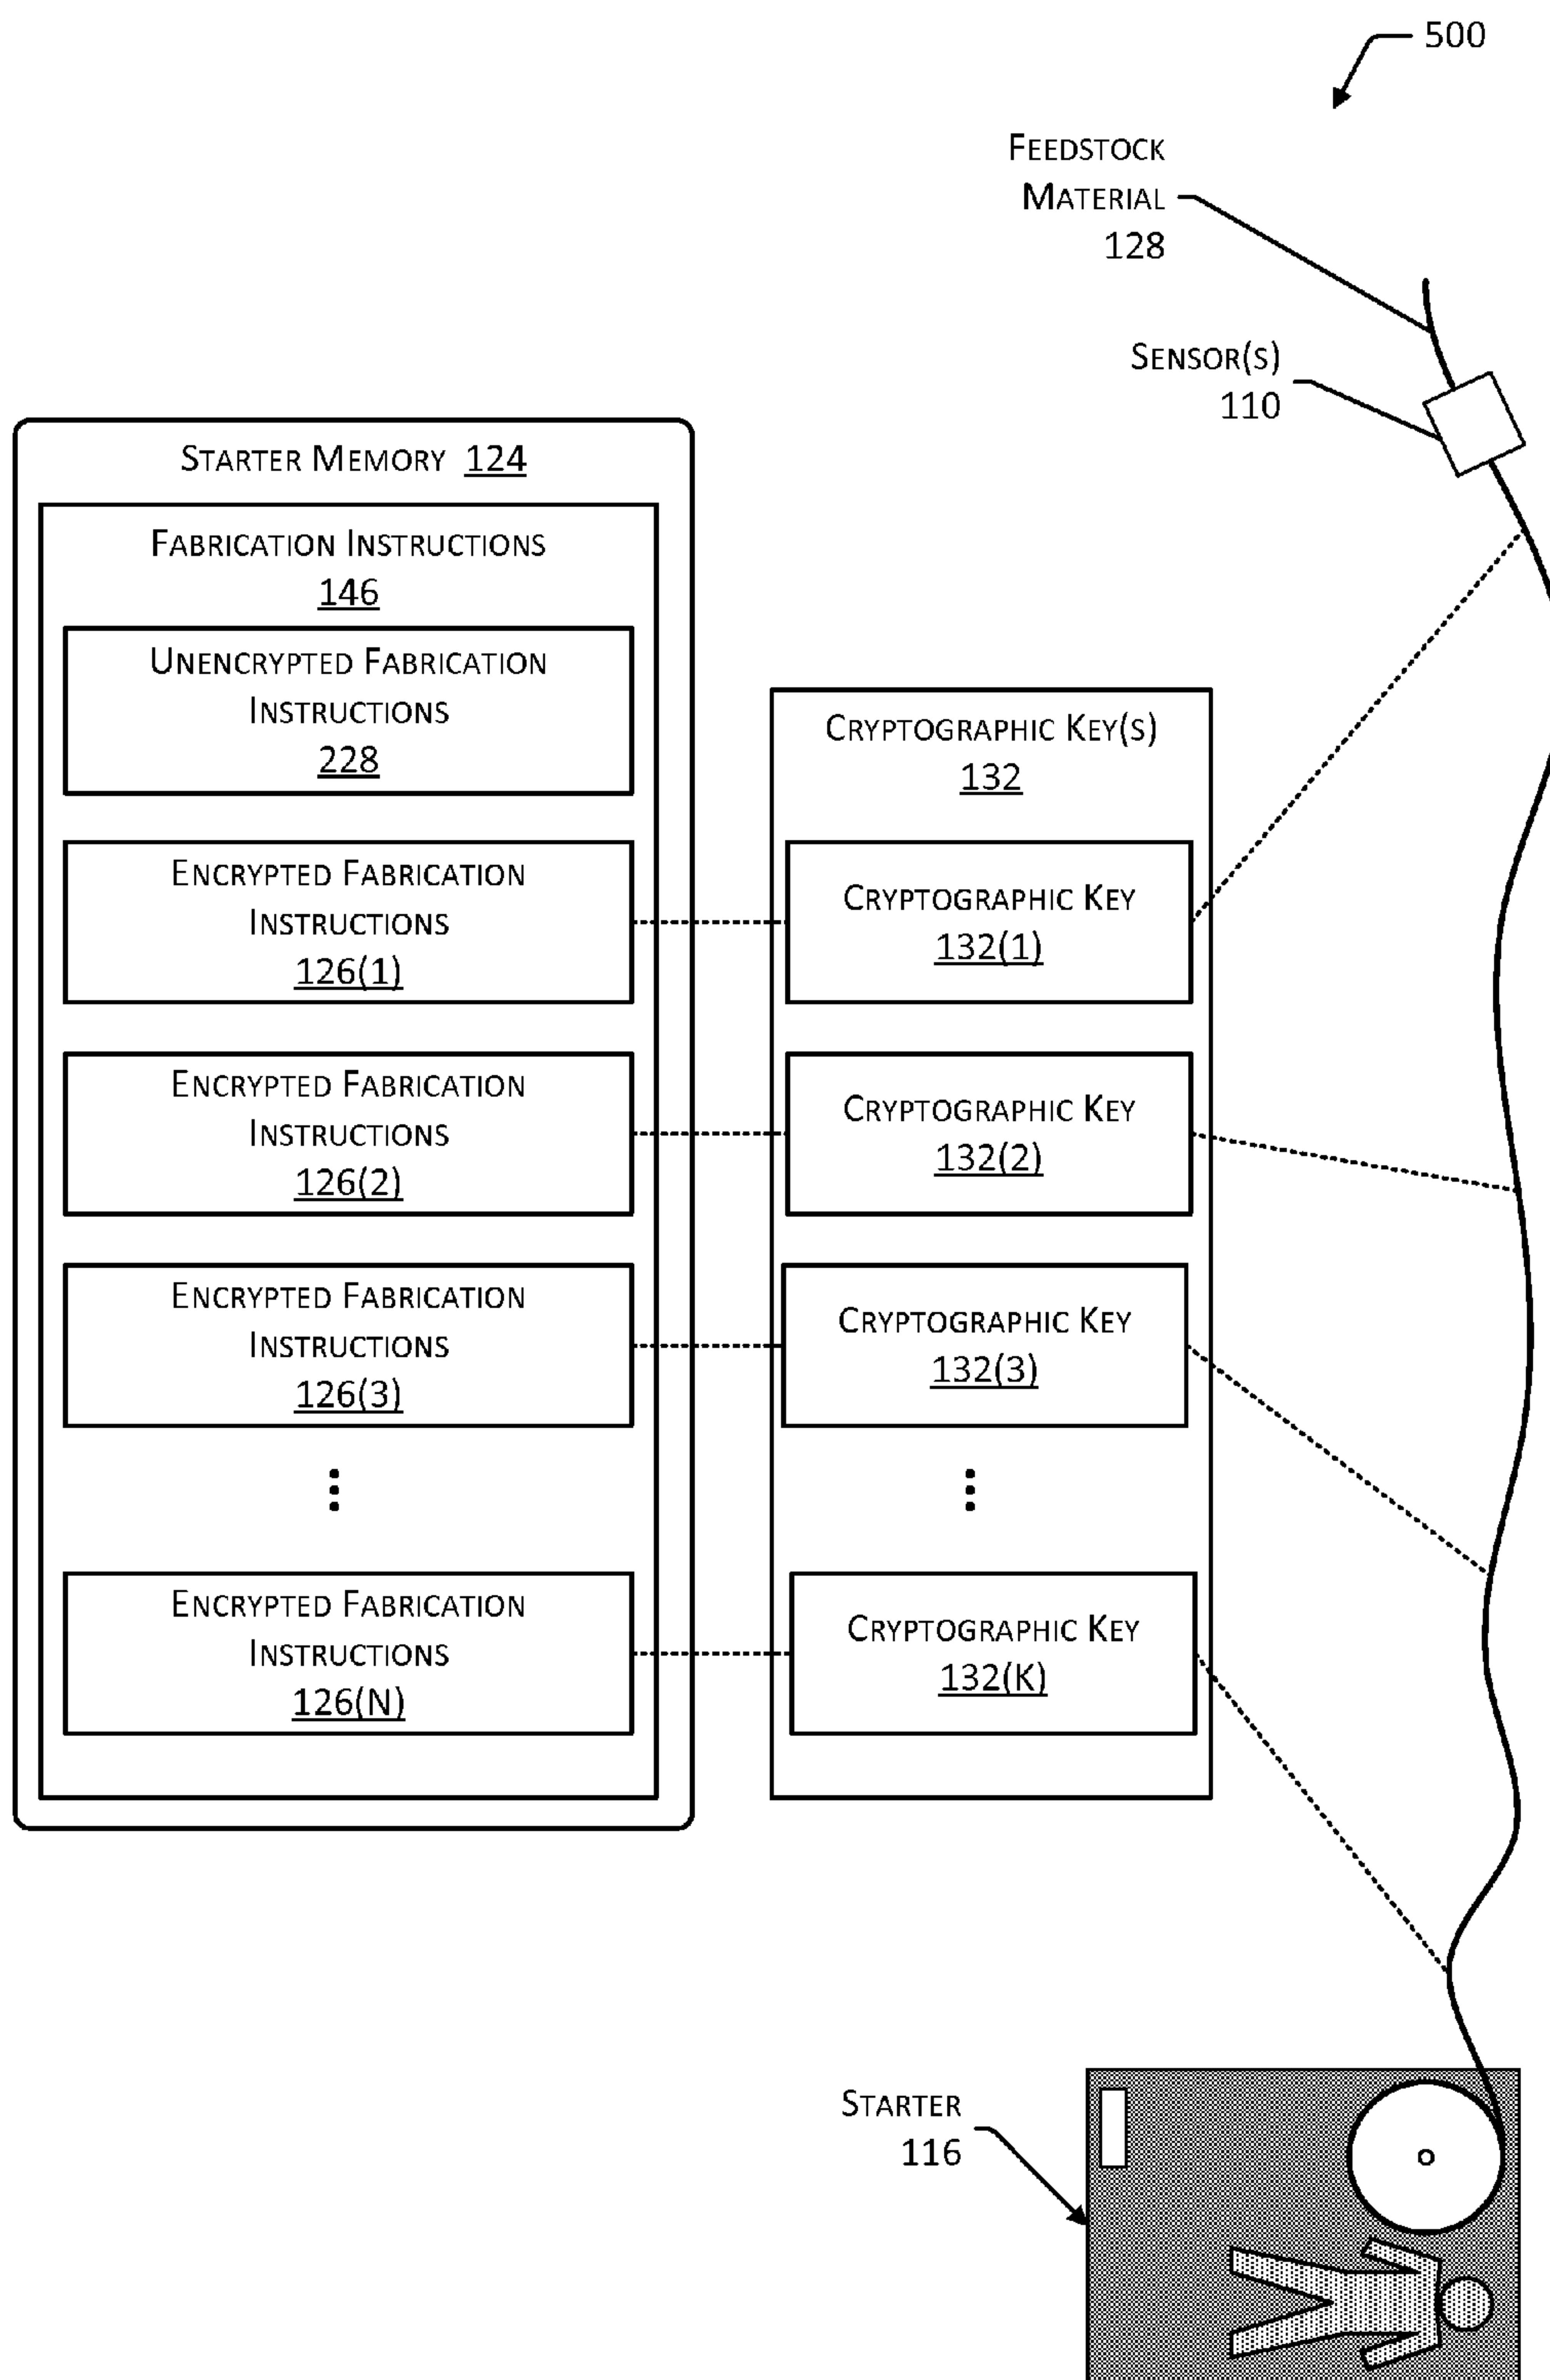 500
Feedstock
Material
128
Sensor(s)
110
Starter Memory 124
Fabrication Instructions
146
Unencrypted Fabrication
Instructions
228
Encrypted Fabrication
Instructions
126(1)
Encrypted Fabrication
Instructions
126(2)
Encrypted Fabrication
Instructions
126(3)
Encrypted Fabrication
Instructions
126(N)
Cryptographic Key(s)
132
Cryptographic Key
132(1)
Cryptographic Key
132(2)
Cryptographic Key
132(3)
Cryptographic Key
132(K)
Starter
116